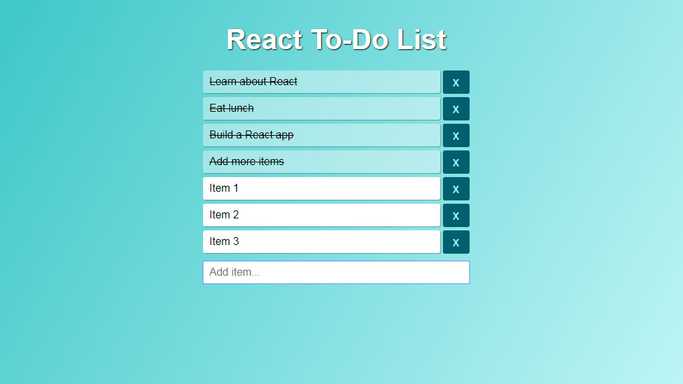 React To-Do List
Learn about React x
Eat lunch x
Build a React app x
Add more items x
Item 1 x
Item 2 x
Item 3 x
Add item...